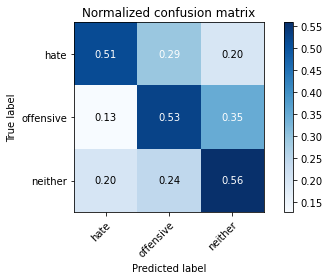 Normalized confusion matrix
hate 0.51 0.29 0.20
offensive 0.13 0.53 0.35
neither 0.20 0.24 0.56
hate offensive neither
True label
Predicted label
0.55
0.50
0.45
0.40
0.35
0.30
0.25
0.20
0.15